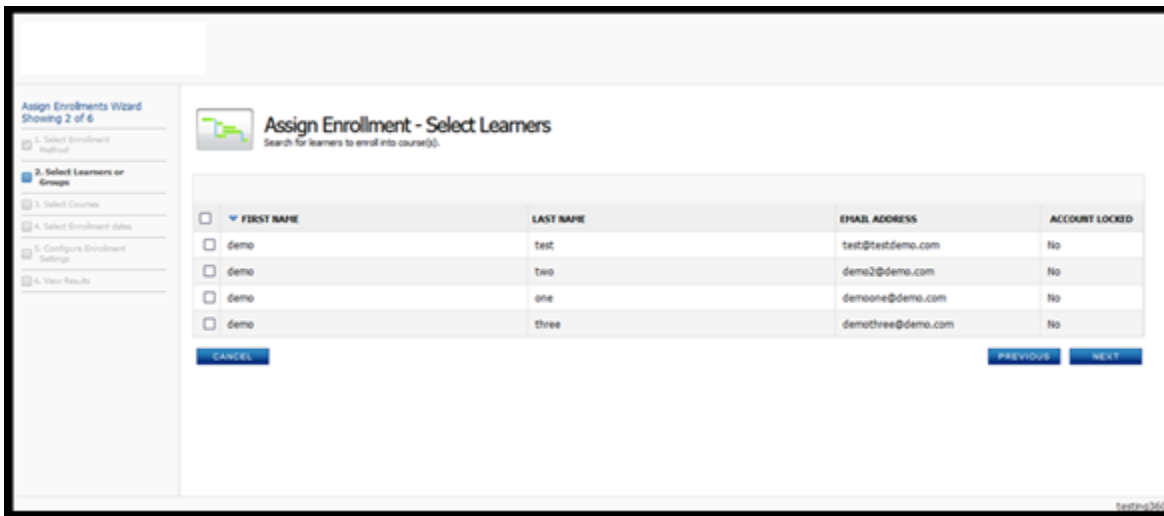 Assign Enrollments Wizard
Showing 2 of 6
1. Select Enrollment
Method
2. Select Learners or
Groups
3. Select Courses
4. Select Enrollment dates
5. Configure Enrollment
Settings
6. View Results
Assign Enrollment - Select Learners
Search for learners to enroll into course(s).
FIRST NAME LAST NAME EMAIL ADDRESS ACCOUNT LOCKED
demo test test@testdemo.com No
demo two demo2@demo.com No
demo one demoone@demo.com No
demo three demothree@demo.com No
CANCEL PREVIOUS NEXT
testing360